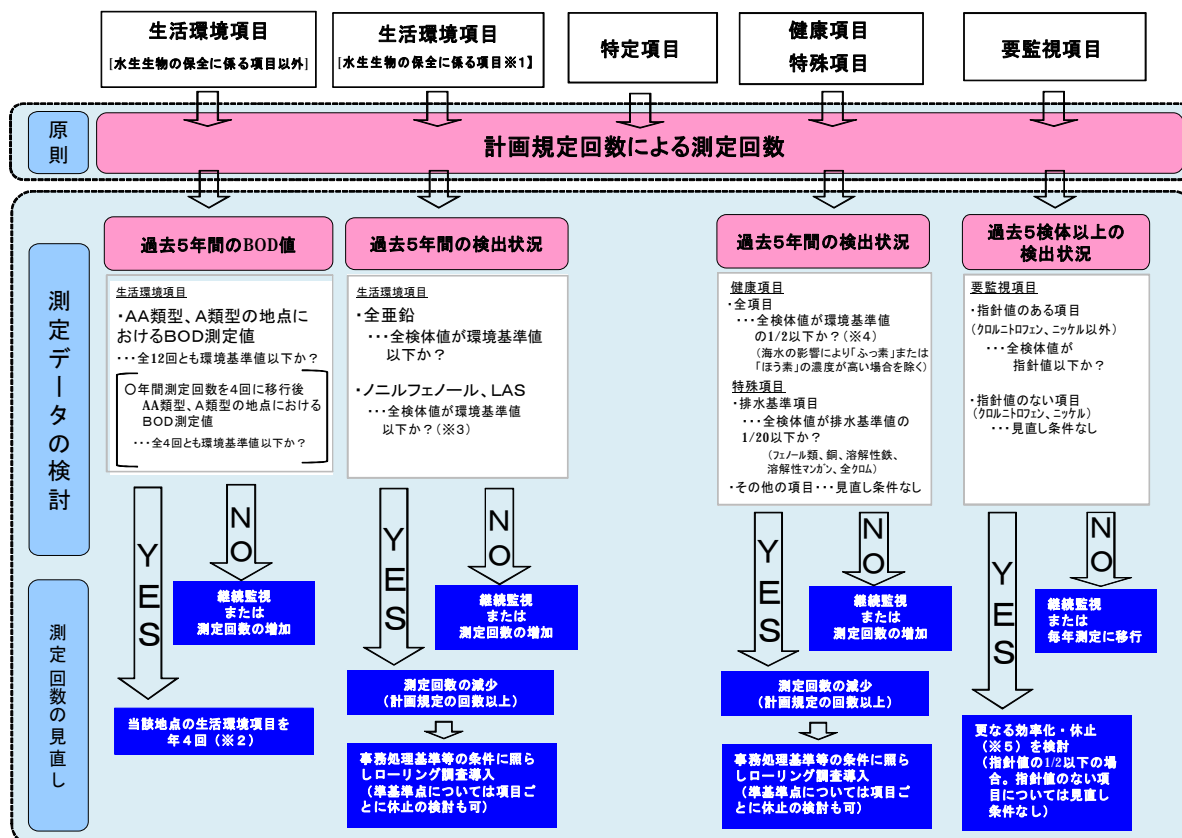 生活環境項目
[水生生物の保全に係る項目以外]
生活環境項目
[水生生物の保全に係る項目※1】
特定項目
健康項目
特殊項目
要監視項目
原則
計画規定回数による測定回数
測定データの検討
過去5年間のBOD値
生活環境項目
・AA類型、A類型の地点に
おけるBOD測定値
・・・全12回とも環境基準値以下か？
〇年間測定回数を4回に移行後
AA類型、A類型の地点における
BOD測定値
・・・全4回とも環境基準値以下か？
過去5年間の検出状況
生活環境項目
・全亜鉛
・・・全検体値が環境基準値
以下か？
・ノニルフェノール、LAS
・・・全検体値が環境基準値
以下か？(※3)
過去5年間の検出状況
健康項目
・全項目
・・・全検体値が環境基準値
の1/2以下か？(※4)
(海水の影響により「ふっ素」または
「ほう素」の濃度が高い場合を除く)
特殊項目
・排水基準項目
・・・全検体値が排水基準値の
1/20以下か？
(フェノール類、銅、溶解性鉄、
溶解性マンガン、全クロム)
・その他の項目・・・見直し条件なし
過去5検体以上の
検出状況
要監視項目
・指針値のある項目
(クロルニトロフェン、ニッケル以外)
・・・全検体値が
指針値以下か？
・指針値のない項目
(クロルニトロフェン、ニッケル)
・・・見直し条件なし
測定回数の見直し
YES
NO
継続監視
または
測定回数の増加
当該地点の生活環境項目を
年4回（※2）
YES
NO
継続監視
または
測定回数の増加
測定回数の減少
（計画規定の回数以上）
事務処理基準等の条件に照ら
しローリング調査導入
（準基準点については項目ご
とに休止の検討も可）
YES
NO
継続監視
または
測定回数の増加
測定回数の減少
（計画規定の回数以上）
事務処理基準等の条件に照ら
しローリング調査導入
（準基準点については項目ご
とに休止の検討も可）
YES
NO
継続監視
または
毎年測定に移行
更なる効率化・休止
（※5）を検討
（指針値の1/2以下の場
合。指針値のない項
目については見直し
条件なし）